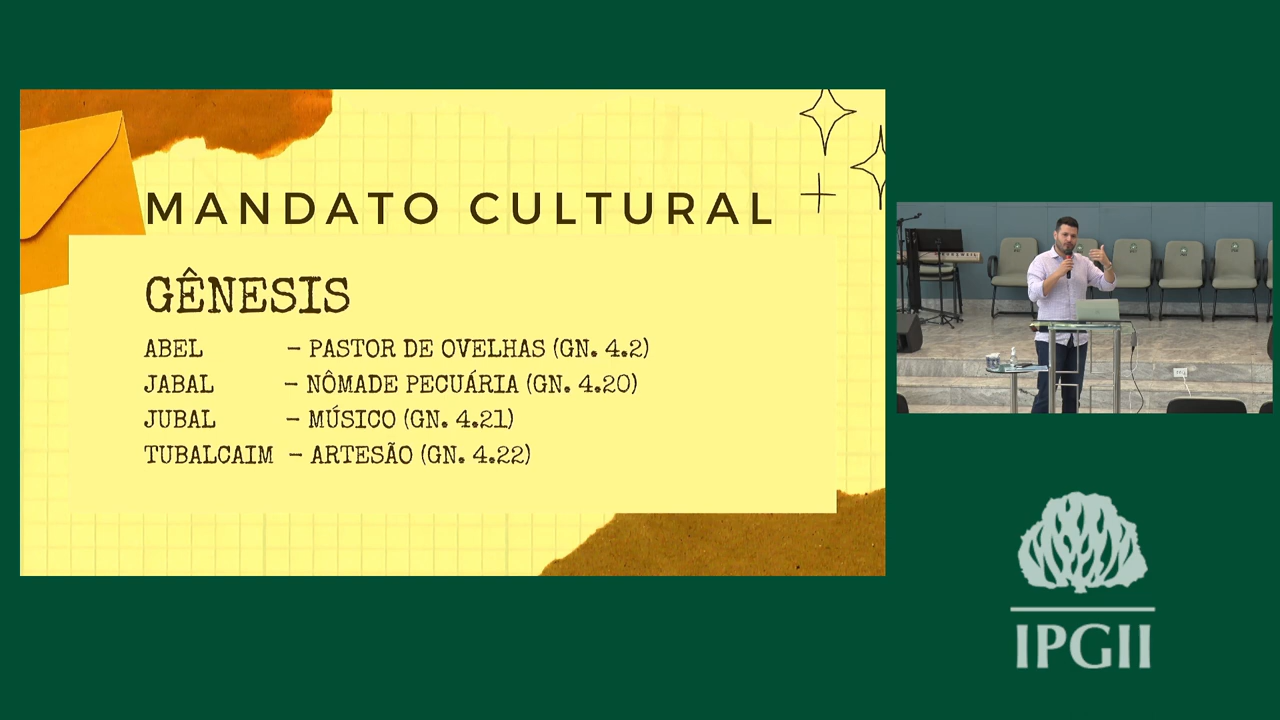 MANDATO CULTURAL
GÊNESIS
ABEL – PASTOR DE OVELHAS (GN. 4.2)
JABAL – NÔMADE PECUÁRIA (GN. 4.20)
JUBAL – MÚSICO (GN. 4.21)
TUBALCAIM – ARTESÃO (GN. 4.22)
IPGII